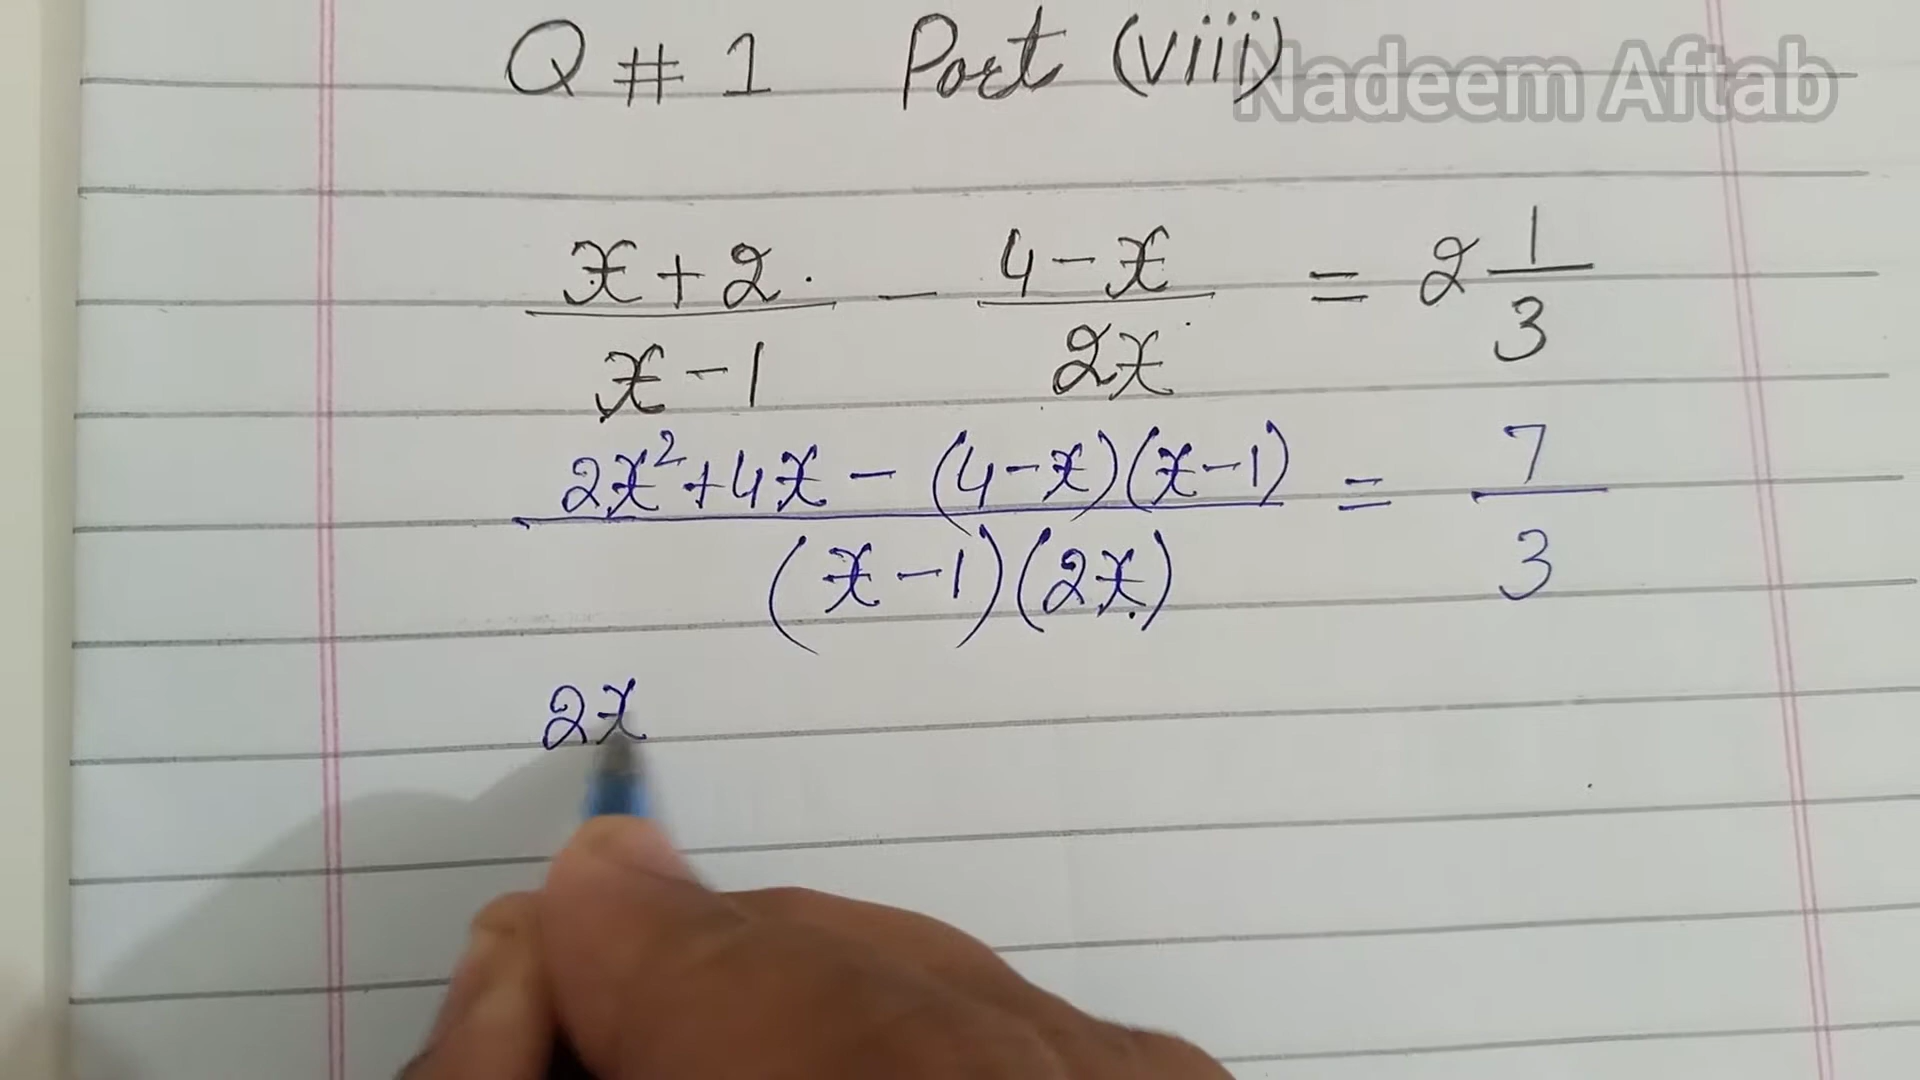 Q # 1 Part (viii)
Nadeem Aftab
x+2/x-1 - 4-x/2x = 2 1/3
2x²+4x - (4-x)(x-1)/(x-1)(2x) = 7/3
2x